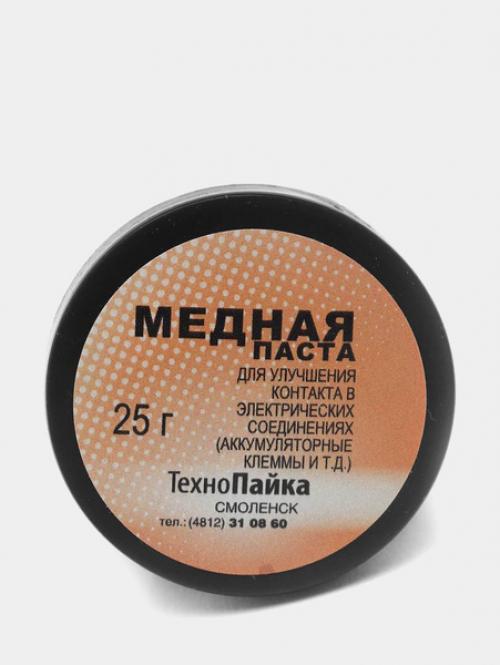 МЕДНАЯ
ПАСТА
ДЛЯ УЛУЧШЕНИЯ
КОНТАКТА В
ЭЛЕКТРИЧЕСКИХ
СОЕДИНЕНИЯХ
(АККУМУЛЯТОРНЫЕ
КЛЕММЫ И Т.Д.)
25 г
ТехноПайка
СМОЛЕНСК
тел.: (4812) 31 08 60